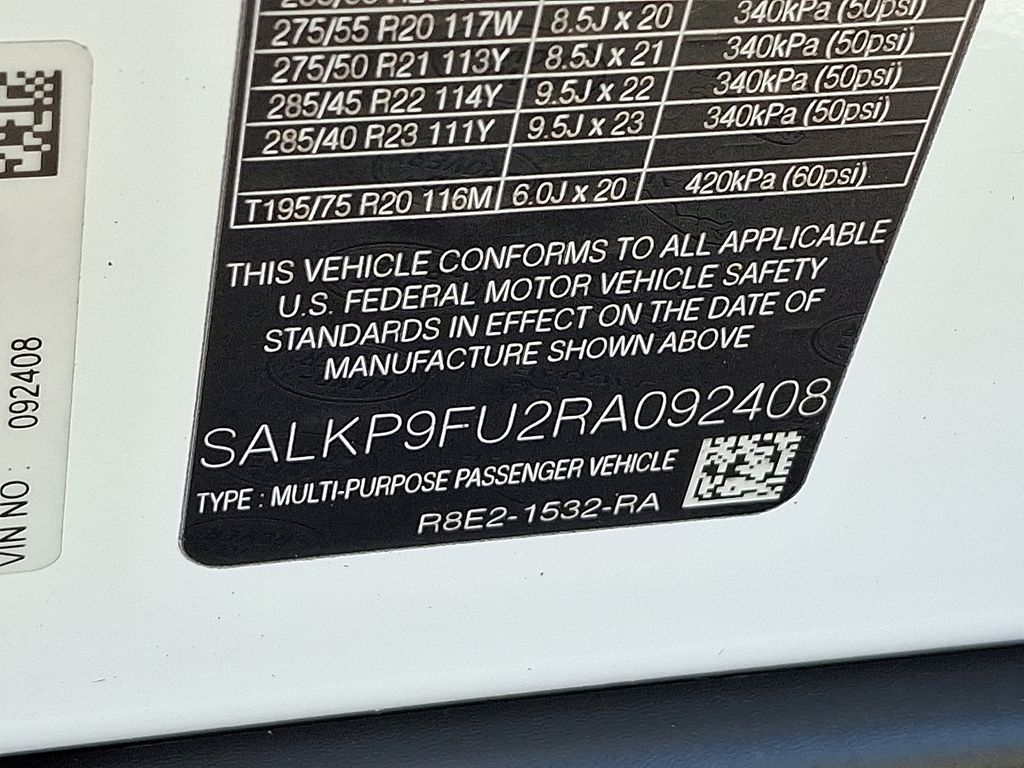 275/55 R20 117W 8.5J x 20 340kPa (50psi)
275/50 R21 113Y 8.5J x 21 340kPa (50psi)
285/45 R22 114Y 9.5J x 22 340kPa (50psi)
285/40 R23 111Y 9.5J x 23 340kPa (50psi)
T195/75 R20 116M 6.0J x 20 420kPa (60psi)
THIS VEHICLE CONFORMS TO ALL APPLICABLE
U.S. FEDERAL MOTOR VEHICLE SAFETY
STANDARDS IN EFFECT ON THE DATE OF
MANUFACTURE SHOWN ABOVE
SALKP9FU2RA092408
TYPE : MULTI-PURPOSE PASSENGER VEHICLE
R8E2-1532-RA
VIN NO : 092408